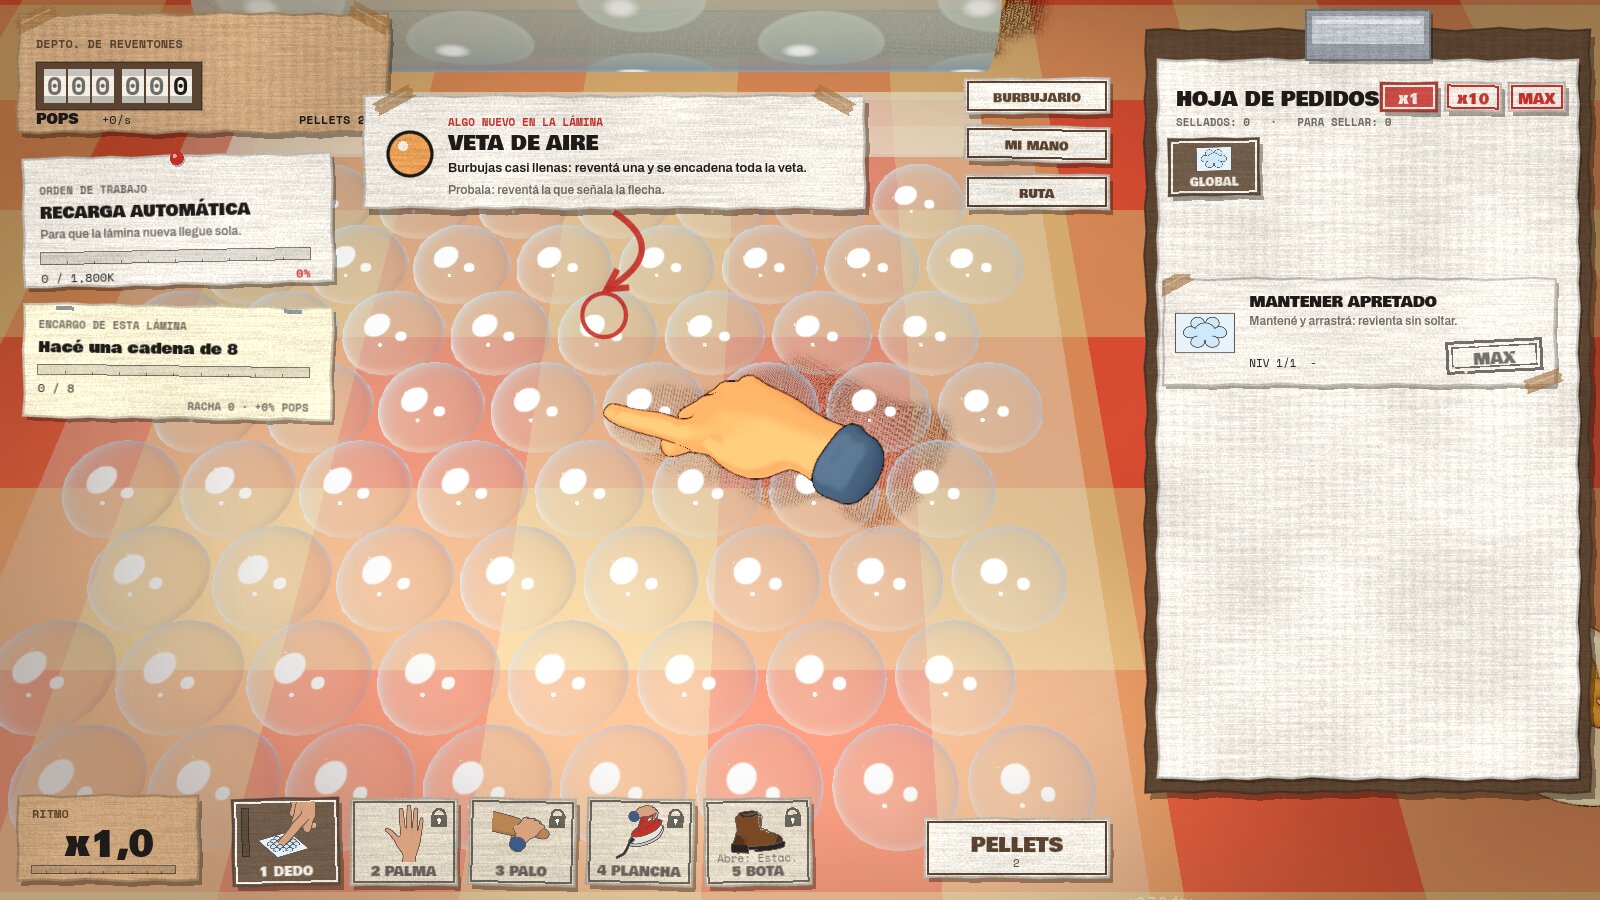 DEPTO. DE REVENTONES
000 000
POPS +0/s PELLETS 2
ORDEN DE TRABAJO
RECARGA AUTOMÁTICA
Para que la lámina nueva llegue sola.
0 / 1.800K 0%
ENCARGO DE ESTA LÁMINA
Hacé una cadena de 8
0 / 8
RACHA 0 · +0% POPS
ALGO NUEVO EN LA LÁMINA
VETA DE AIRE
Burbujas casi llenas: reventá una y se encadena toda la veta.
Probala: reventá la que señala la flecha.
BURBUJARIO
MI MANO
RUTA
HOJA DE PEDIDOS x1 x10 MAX
SELLADOS: 0 · PARA SELLAR: 0
GLOBAL
MANTENER APRETADO
Mantené y arrastrá: revienta sin soltar.
NIV 1/1 -
MAX
RITMO
x1,0
1 DEDO
2 PALMA
3 PALO
4 PLANCHA
Abre: Estac.
5 BOTA
PELLETS
2